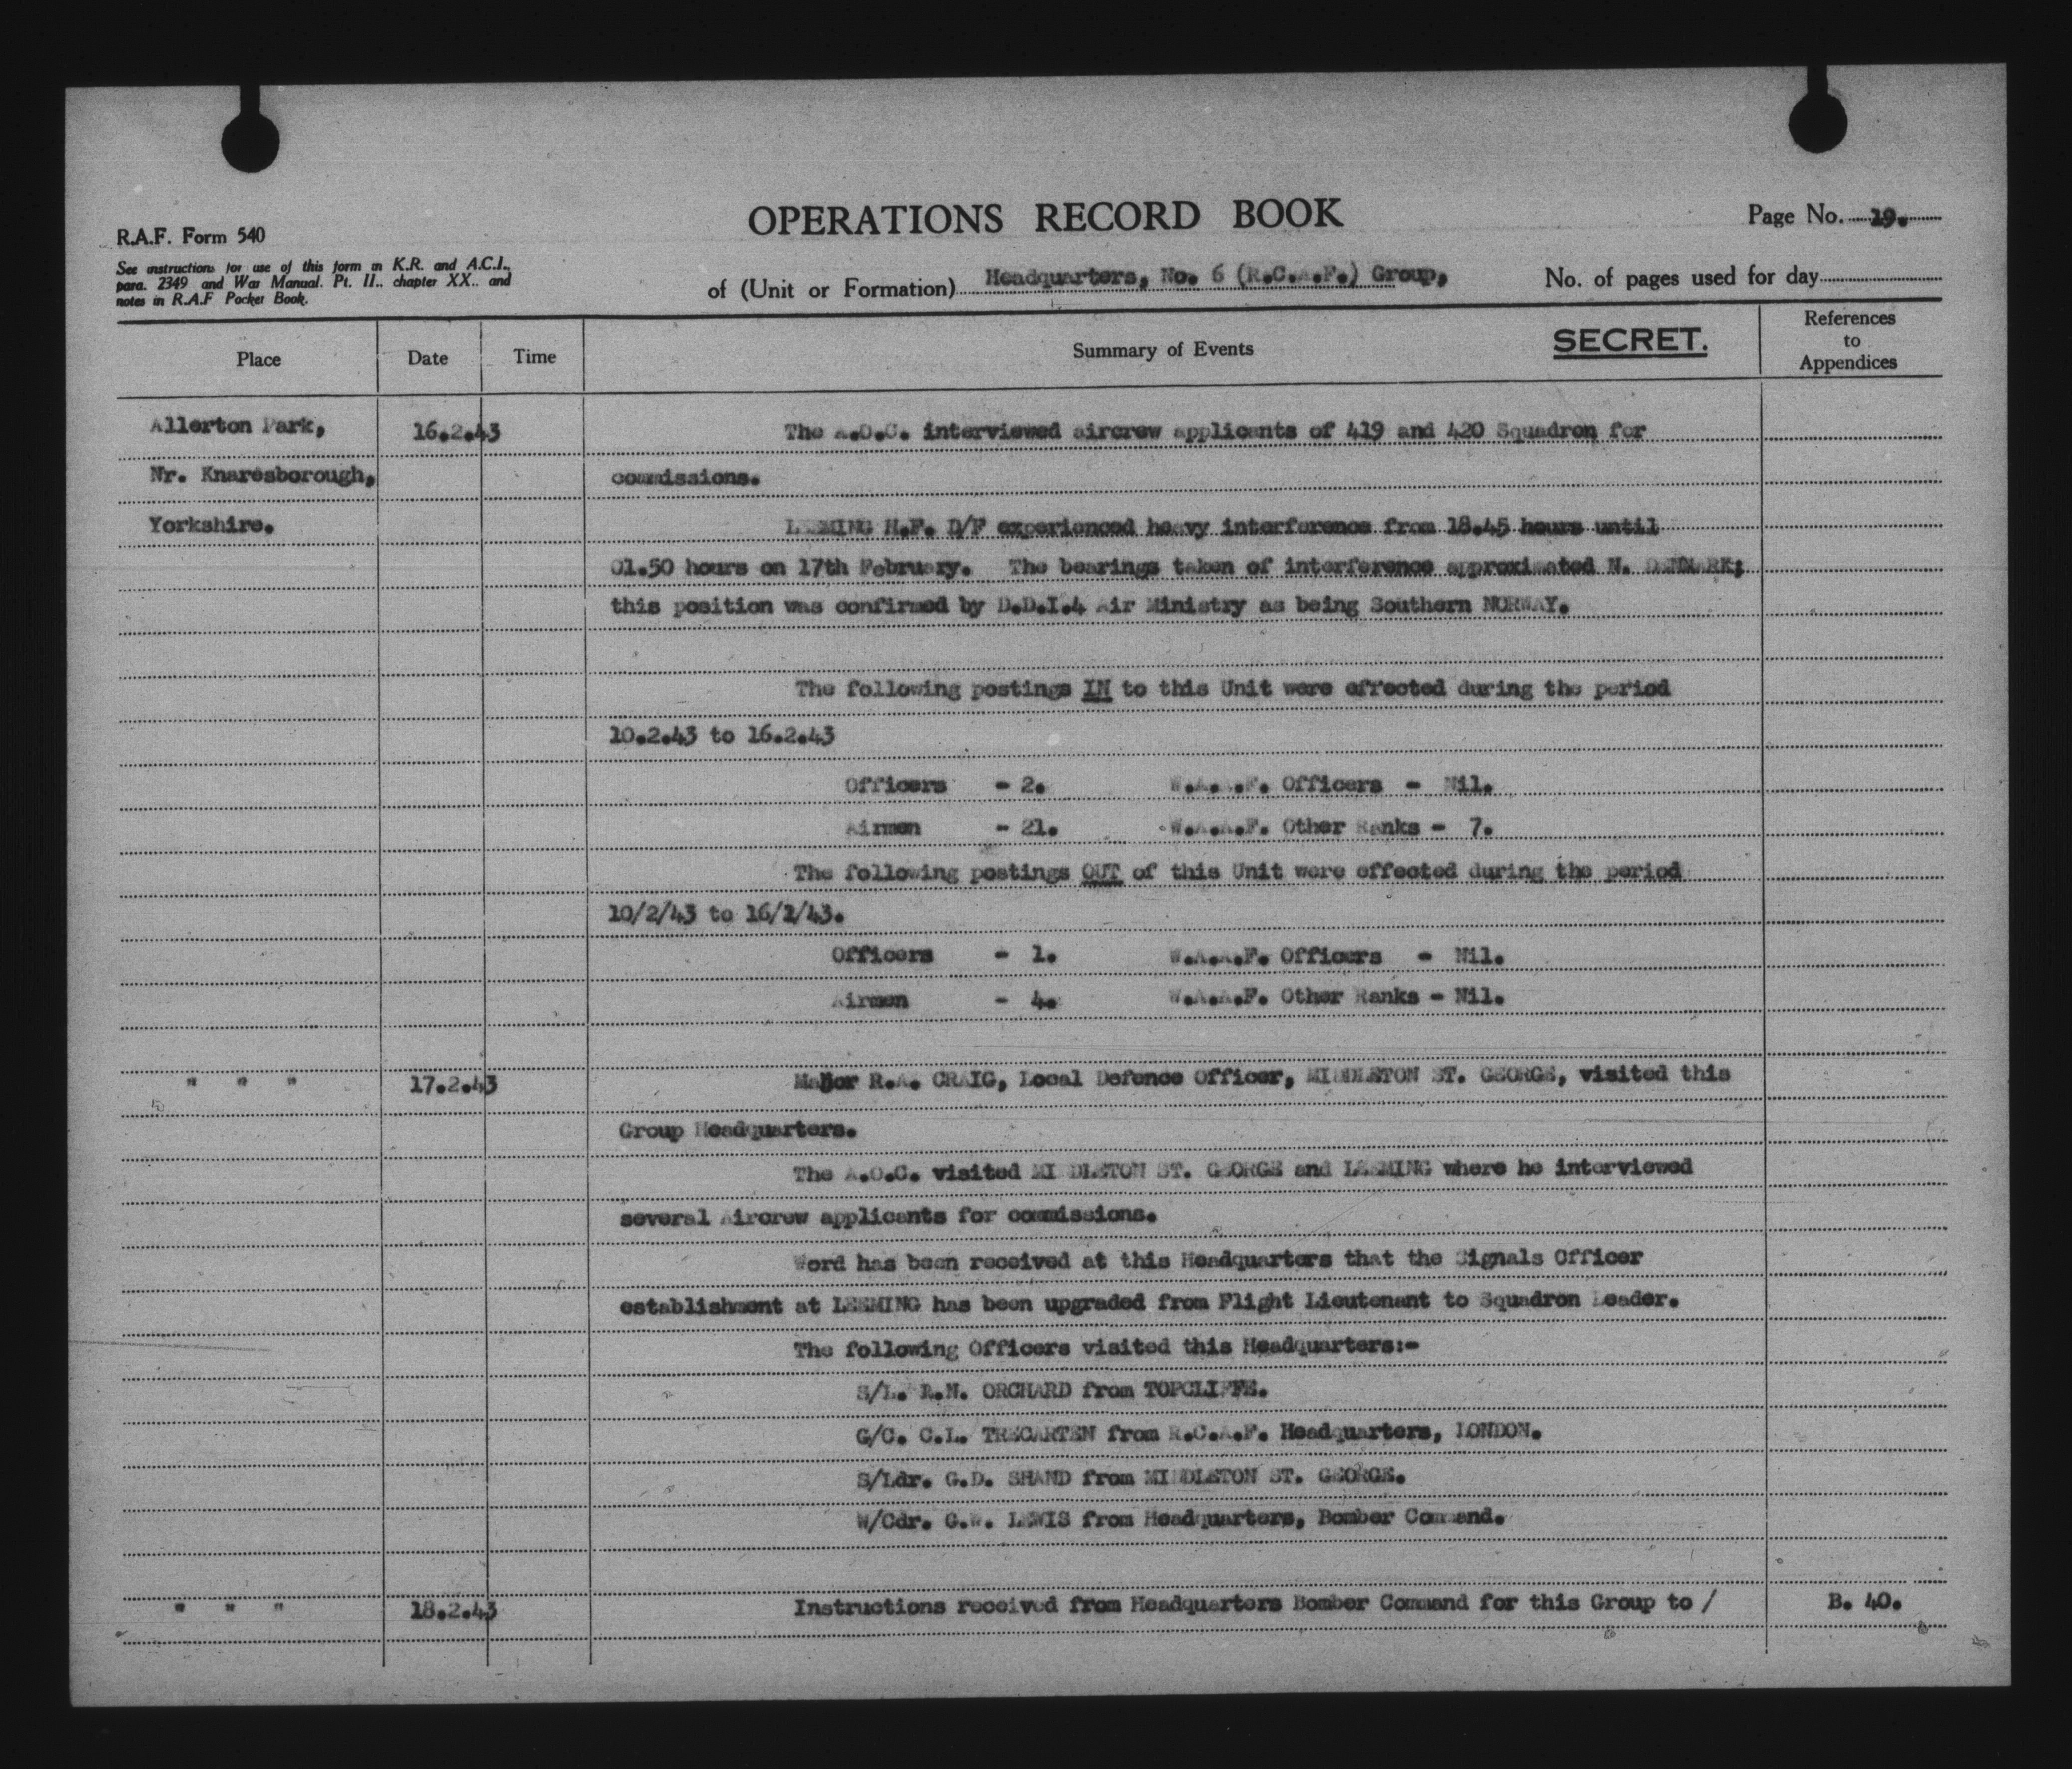 OPERATIONS RECORD BOOK
Page No. 19.
R.A.F. Form 540
See instructions for use of this form in K.R. and A.C.I.,
para. 2349 and War Manual. Pt. II., chapter XX., and
notes in R.A.F Pocket Book.
of (Unit or Formation) Headquarters, No. 6 (R.C.A.F.) Group,
No. of pages used for day
Place Date Time Summary of Events SECRET. References to Appendices
Allerton Park, 16.2.43 The A.O.C. interviewed aircrew applicants of 419 and 420 Squadron for
Nr. Knaresborough, commissions.
Yorkshire. LEEMING H.F. D/F experienced heavy interference from 18.45 hours until
01.50 hours on 17th February. The bearings taken of interference approximated N. DENMARK;
this position was confirmed by D.D.I.4 Air Ministry as being Southern NORWAY.
The following postings IN to this Unit were effected during the period
10.2.43 to 16.2.43
Officers - 2. W.A.A.F. Officers - Nil.
Airmen - 21. W.A.A.F. Other Ranks - 7.
The following postings OUT of this Unit were effected during the period
10/2/43 to 16/2/43.
Officers - 1. W.A.A.F. Officers - Nil.
Airmen - 4. W.A.A.F. Other Ranks - Nil.
" " " 17.2.43 Major R.A. CRAIG, Local Defence Officer, MIDDLETON ST. GEORGE, visited this
Group Headquarters.
The A.O.C. visited MIDDLETON ST. GEORGE and LEEMING where he interviewed
several Aircrew applicants for commissions.
Word has been received at this Headquarters that the Signals Officer
establishment at LEEMING has been upgraded from Flight Lieutenant to Squadron Leader.
The following Officers visited this Headquarters:-
S/L. R.N. ORCHARD from TOPCLIFFE.
G/C. C.L. TRECARTEN from R.C.A.F. Headquarters, LONDON.
S/Ldr. G.D. SHAND from MIDDLETON ST. GEORGE.
W/Cdr. G.W. LEWIS from Headquarters, Bomber Command.
" " " 18.2.43 Instructions received from Headquarters Bomber Command for this Group to / B. 40.